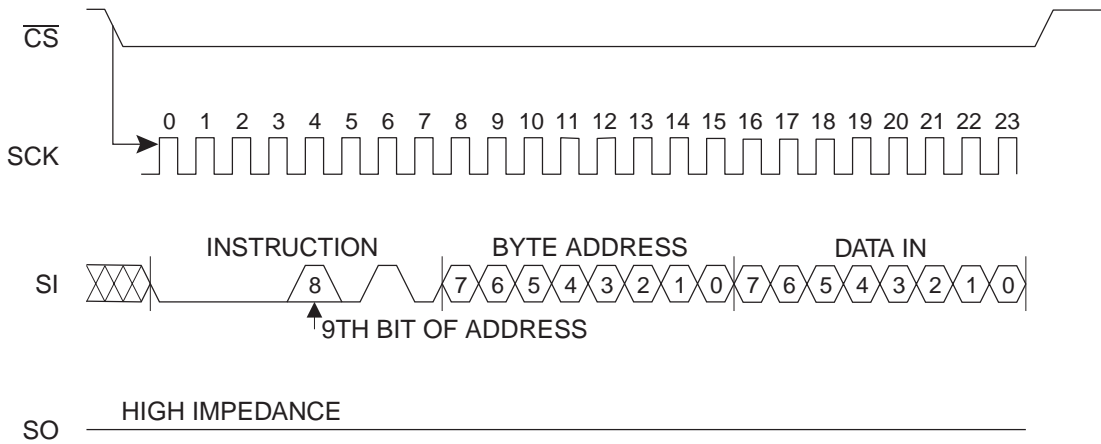 CS
0 1 2 3 4 5 6 7 8 9 10 11 12 13 14 15 16 17 18 19 20 21 22 23
SCK
INSTRUCTION BYTE ADDRESS DATA IN
SI 8 7 6 5 4 3 2 1 0 7 6 5 4 3 2 1 0
9TH BIT OF ADDRESS
HIGH IMPEDANCE
SO